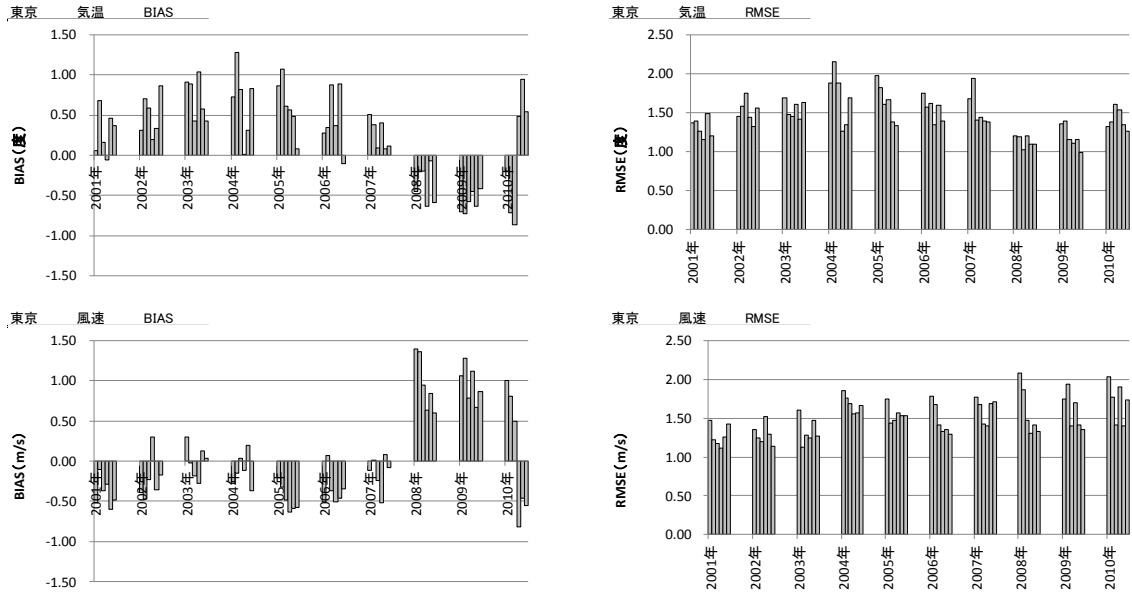 東京 気温 BIAS
1.50
1.00
0.50
0.00
-0.50
-1.00
-1.50
BIAS(度)
2001年
2002年
2003年
2004年
2005年
2006年
2007年
2008年
2009年
2010年
東京 気温 RMSE
2.50
2.00
1.50
1.00
0.50
0.00
RMSE(度)
2001年
2002年
2003年
2004年
2005年
2006年
2007年
2008年
2009年
2010年
東京 風速 BIAS
1.50
1.00
0.50
0.00
-0.50
-1.00
-1.50
BIAS(m/s)
2001年
2002年
2003年
2004年
2005年
2006年
2007年
2008年
2009年
2010年
東京 風速 RMSE
2.50
2.00
1.50
1.00
0.50
0.00
RMSE(m/s)
2001年
2002年
2003年
2004年
2005年
2006年
2007年
2008年
2009年
2010年